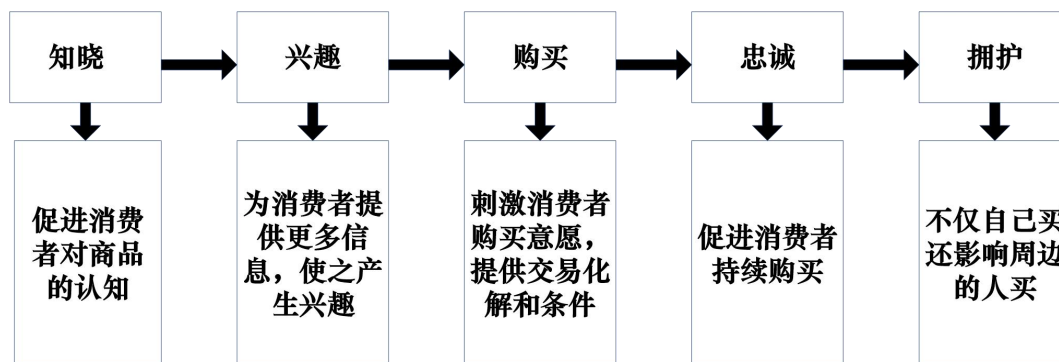 知晓
兴趣
购买
忠诚
拥护
促进消费
者对商品
的认知
为消费者提
供更多信
息，使之产
生兴趣
刺激消费者
购买意愿，
提供交易化
解和条件
促进消费者
持续购买
不仅自己买
还影响周边
的人买